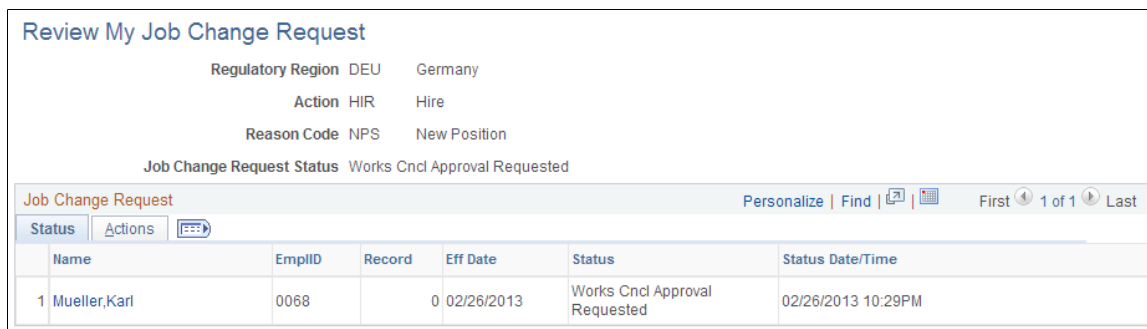 Review My Job Change Request
Regulatory Region DEU Germany
Action HIR Hire
Reason Code NPS New Position
Job Change Request Status Works Cncl Approval Requested
Job Change Request Personalize | Find | | First 1 of 1 Last
Status Actions
Name EmplID Record Eff Date Status Status Date/Time
1 Mueller,Karl 0068 0 02/26/2013 Works Cncl Approval Requested 02/26/2013 10:29PM